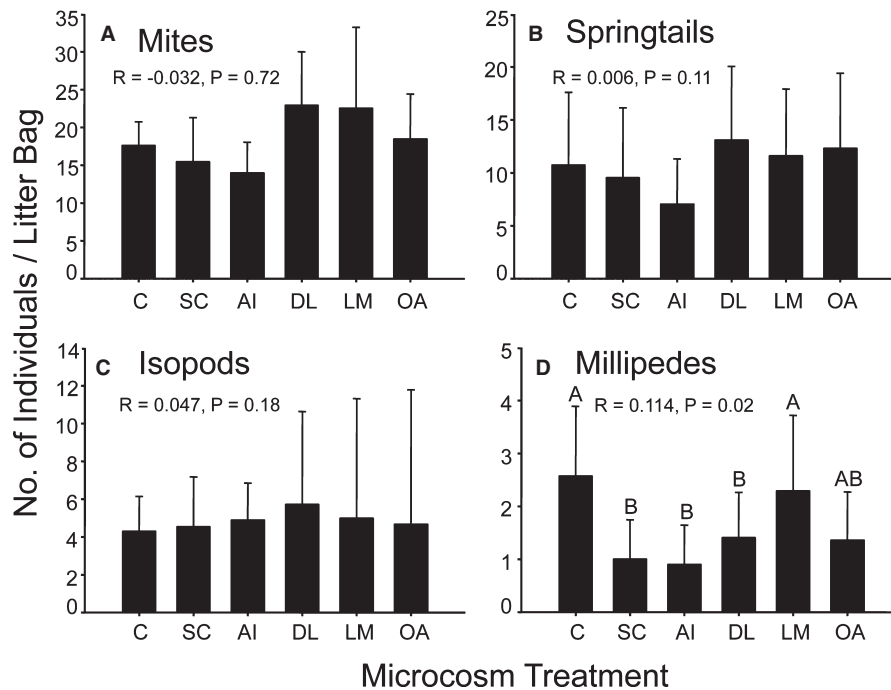 No. of Individuals / Litter Bag
A Mites
R = -0.032, P = 0.72
35
30
25
20
15
10
5
0
C SC AI DL LM OA
B Springtails
R = 0.006, P = 0.11
25
20
15
10
5
0
C SC AI DL LM OA
C Isopods
R = 0.047, P = 0.18
14
12
10
8
6
4
2
0
C SC AI DL LM OA
D Millipedes
R = 0.114, P = 0.02
5
4
3
2
1
0
A B B B A AB
C SC AI DL LM OA
Microcosm Treatment